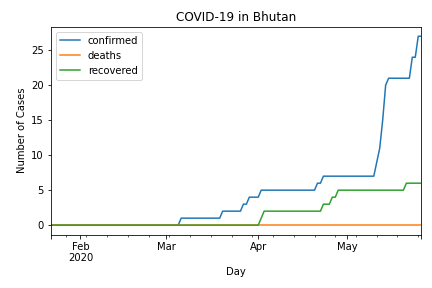 COVID-19 in Bhutan
confirmed
deaths
recovered
Number of Cases
25
20
15
10
5
0
Feb
2020
Mar
Apr
May
Day